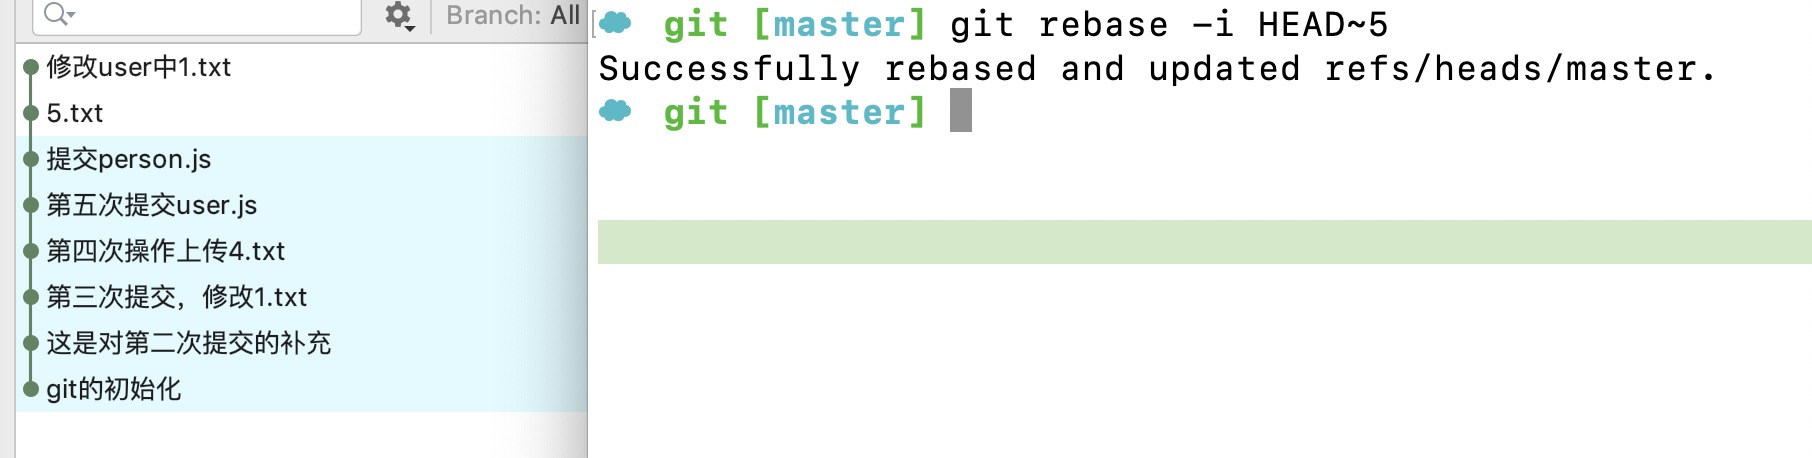 Branch: All
修改user中1.txt
5.txt
提交person.js
第五次提交user.js
第四次操作上传4.txt
第三次提交，修改1.txt
这是对第二次提交的补充
git的初始化
git [master] git rebase -i HEAD~5
Successfully rebased and updated refs/heads/master.
git [master]